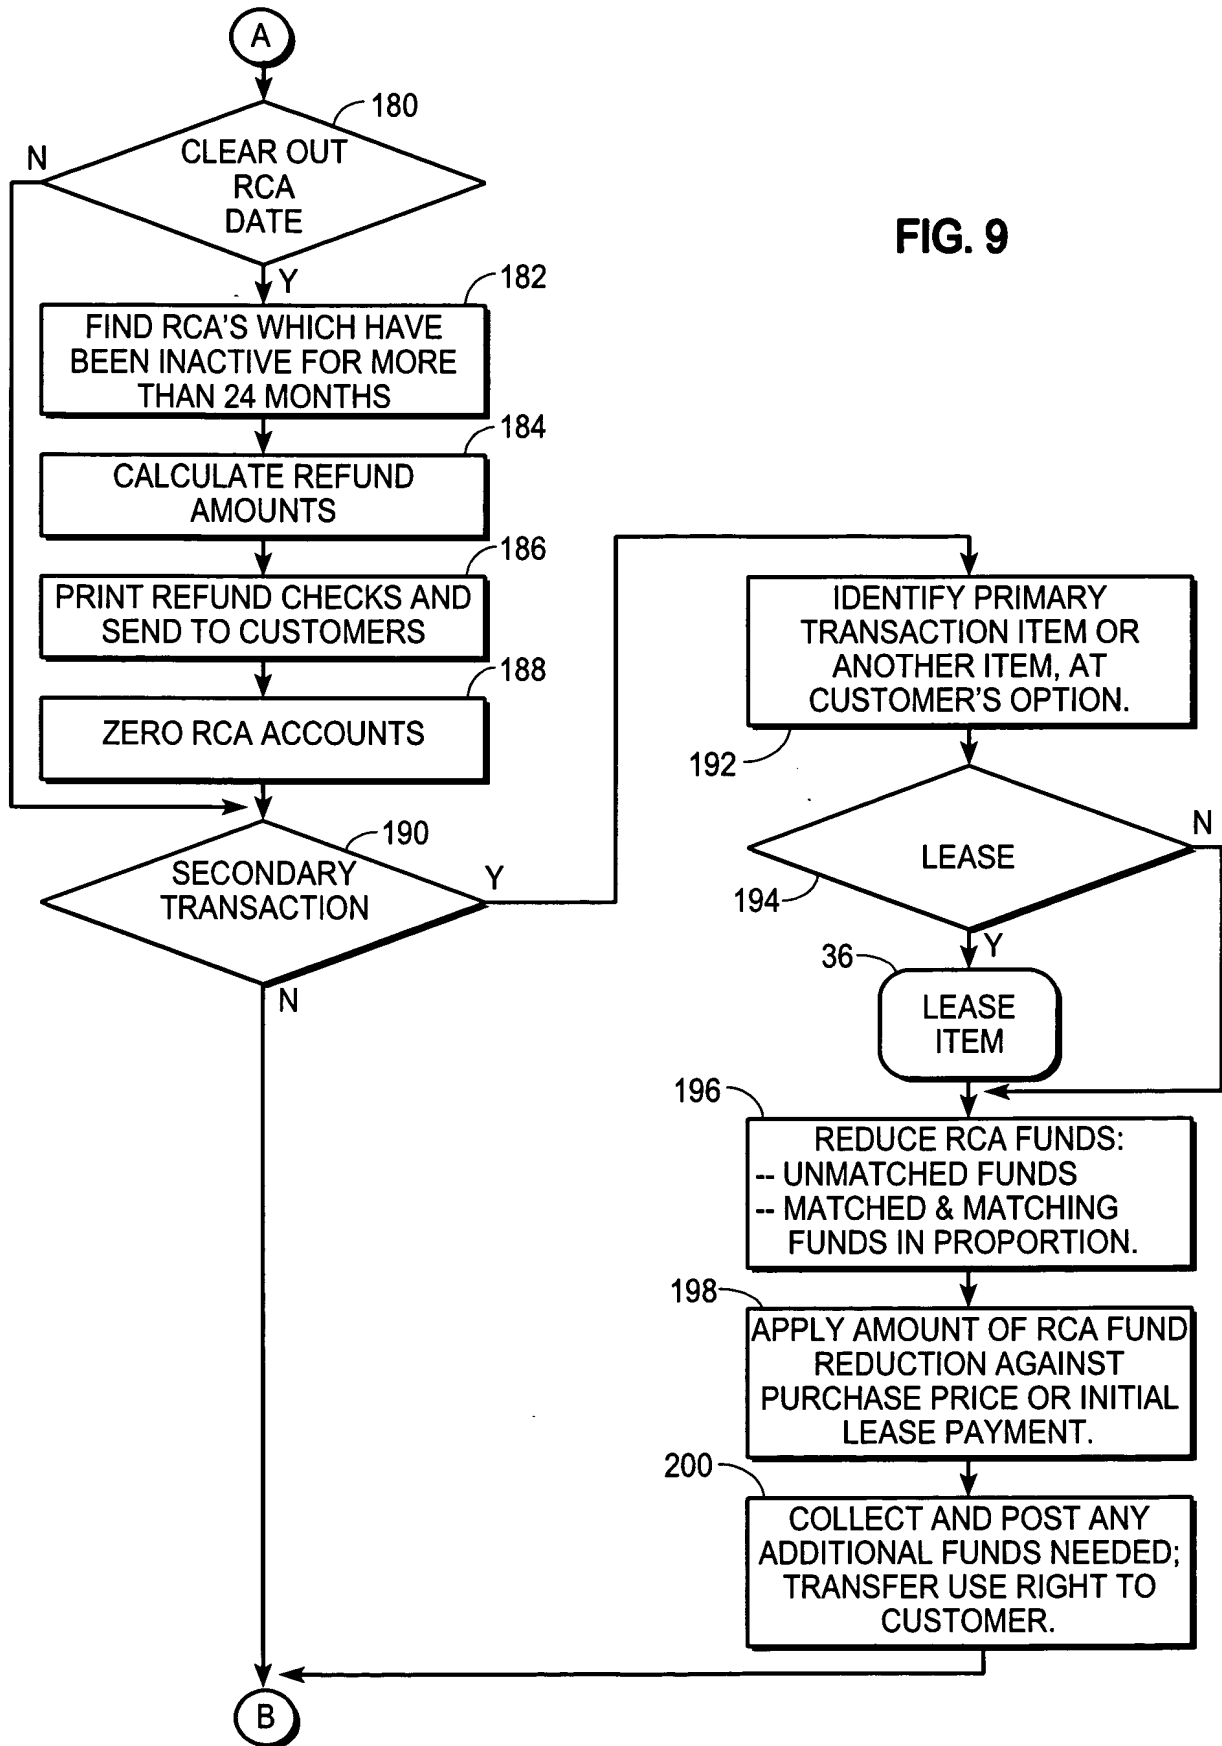 A
180
N
CLEAR OUT
RCA
DATE
FIG. 9
Y
182
FIND RCA'S WHICH HAVE
BEEN INACTIVE FOR MORE
THAN 24 MONTHS
184
CALCULATE REFUND
AMOUNTS
186
PRINT REFUND CHECKS AND
SEND TO CUSTOMERS
188
ZERO RCA ACCOUNTS
190
SECONDARY
TRANSACTION
Y
N
IDENTIFY PRIMARY
TRANSACTION ITEM OR
ANOTHER ITEM, AT
CUSTOMER'S OPTION.
192
N
LEASE
194
Y
36
LEASE
ITEM
196
REDUCE RCA FUNDS:
-- UNMATCHED FUNDS
-- MATCHED & MATCHING
FUNDS IN PROPORTION.
198
APPLY AMOUNT OF RCA FUND
REDUCTION AGAINST
PURCHASE PRICE OR INITIAL
LEASE PAYMENT.
200
COLLECT AND POST ANY
ADDITIONAL FUNDS NEEDED;
TRANSFER USE RIGHT TO
CUSTOMER.
B